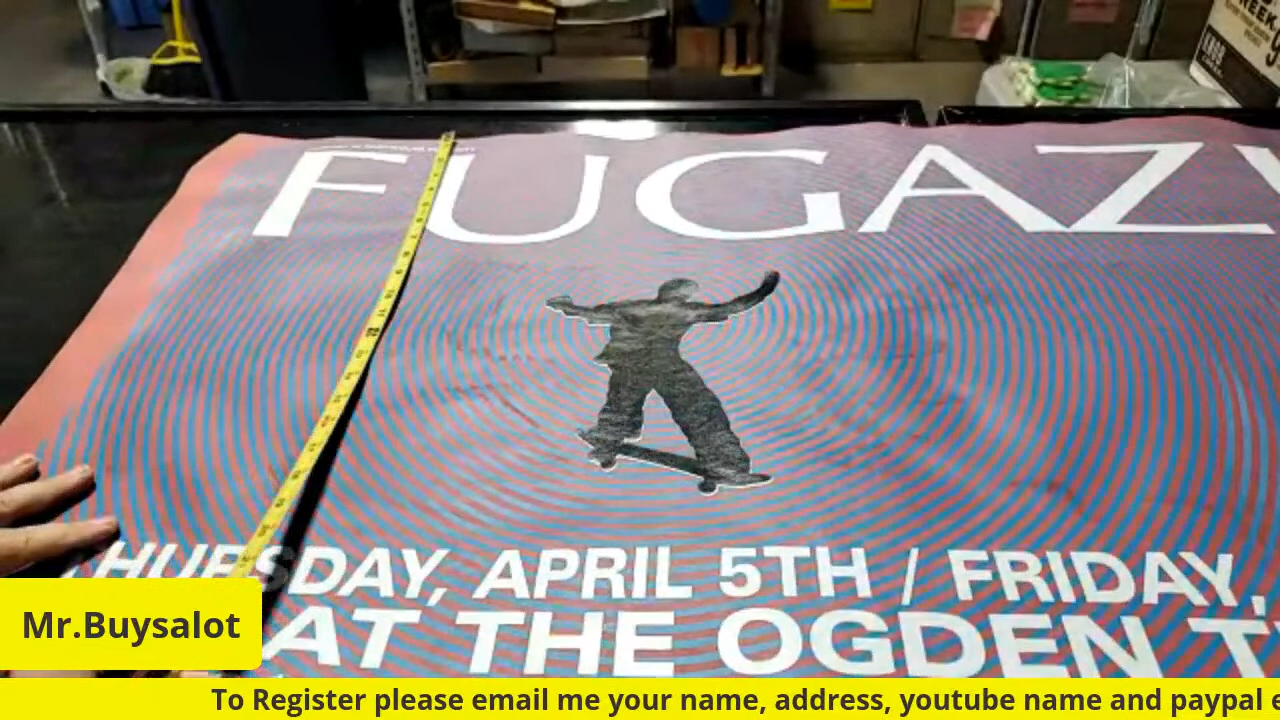 FUGAZ
THURSDAY, APRIL 5TH / FRIDAY,
AT THE OGDEN T
Mr.Buysalot
To Register please email me your name, address, youtube name and paypal e